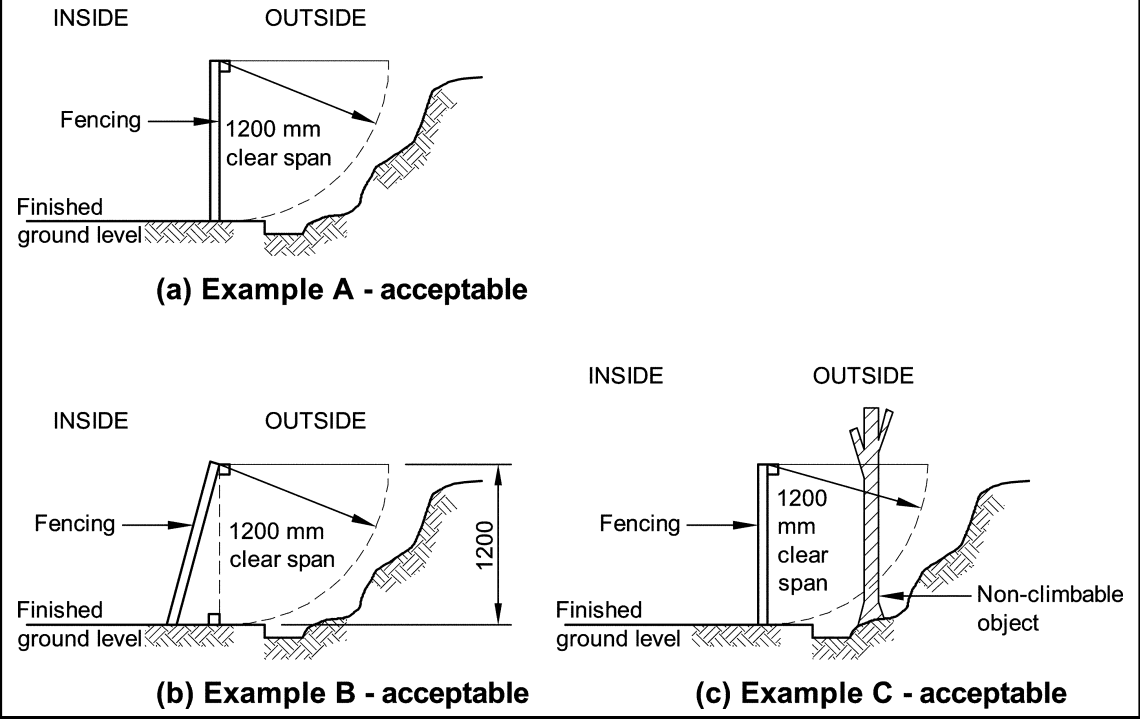 INSIDE OUTSIDE
Fencing
1200 mm
clear span
Finished
ground level
(a) Example A - acceptable
INSIDE OUTSIDE
Fencing
1200 mm
clear span
1200
Finished
ground level
(b) Example B - acceptable
INSIDE OUTSIDE
Fencing
1200
mm
clear
span
Non-climbable
object
Finished
ground level
(c) Example C - acceptable